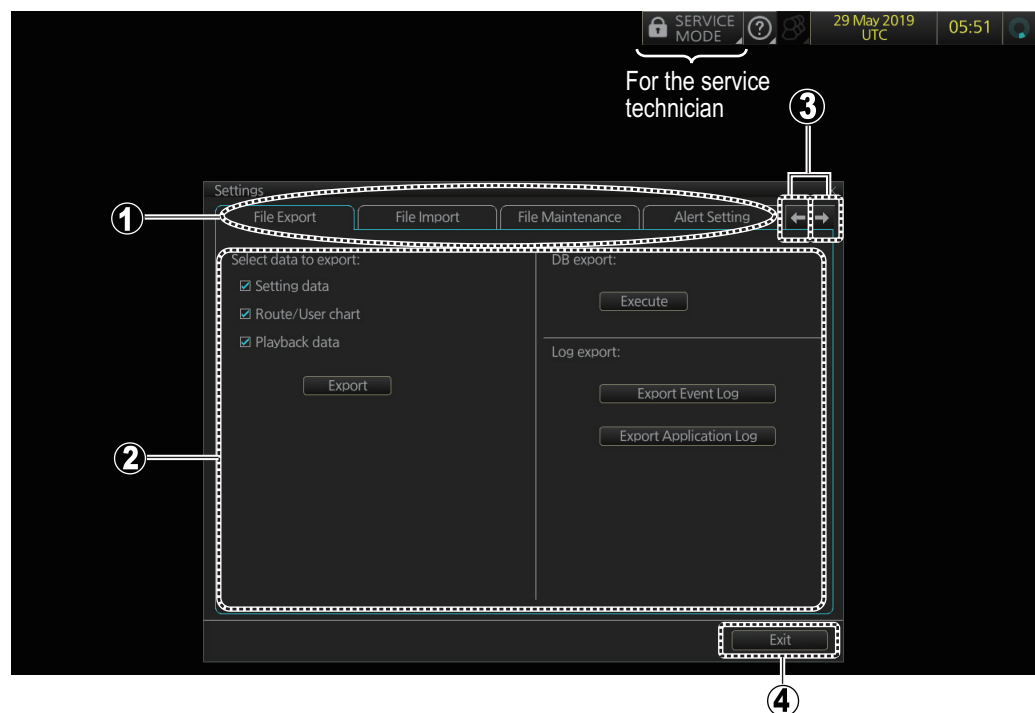 SERVICE MODE
?
29 May 2019
UTC
05:51
For the service
technician
3
Settings
1
File Export
File Import
File Maintenance
Alert Setting
Select data to export:
Setting data
Route/User chart
Playback data
Export
DB export:
Execute
Log export:
Export Event Log
Export Application Log
2
Exit
4